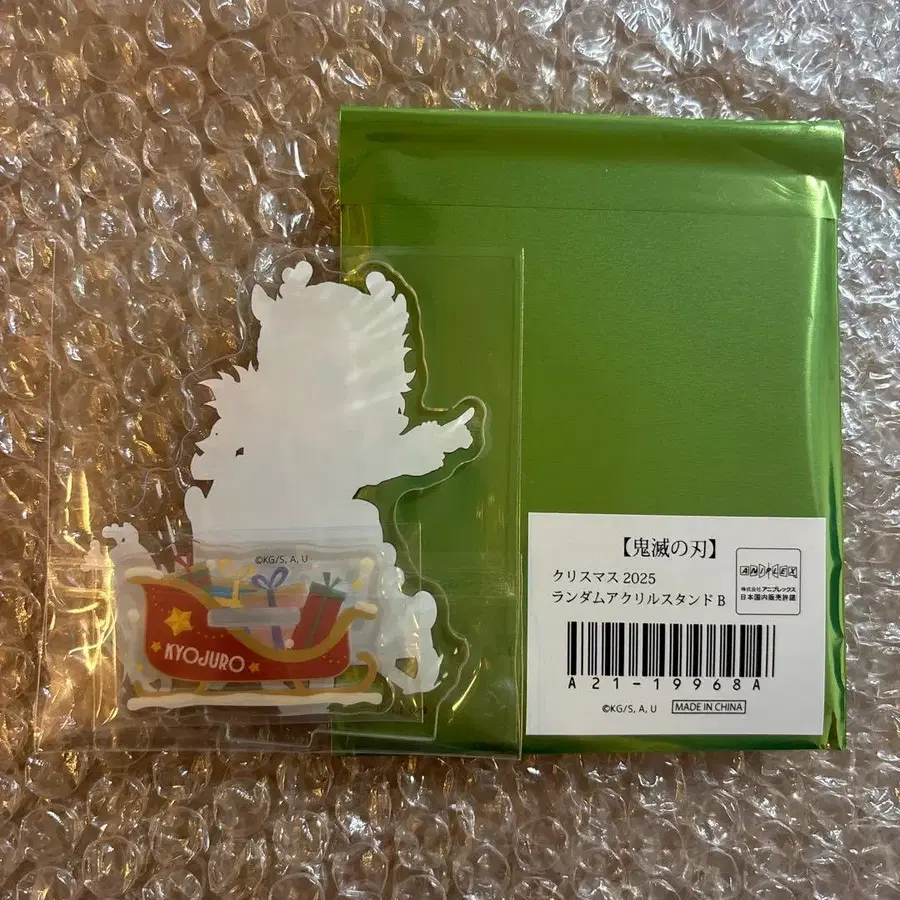 ©KG/S, A, U
KYOJURO
【鬼滅の刃】
クリスマス 2025
ランダムアクリルスタンド B
ANIPLEX
株式会社アニプレックス
日本国内販売許諾
A21-19968A
©KG/S, A, U
MADE IN CHINA